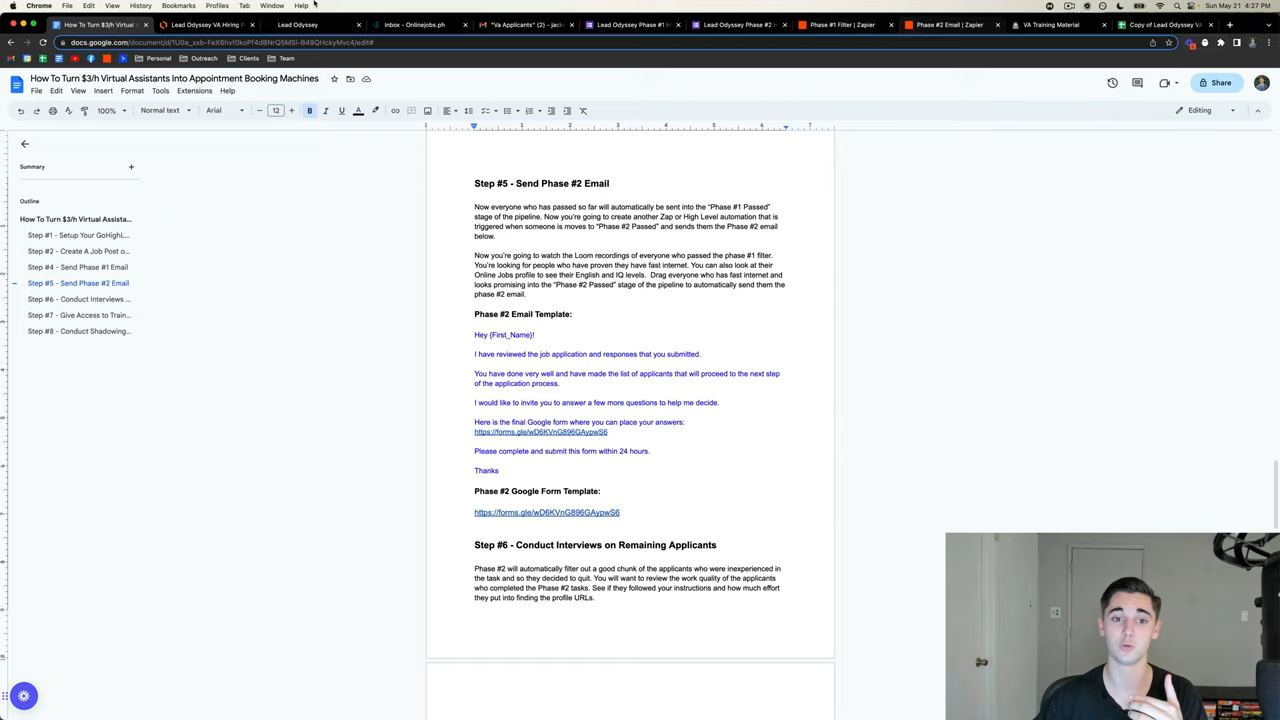 Chrome File Edit View History Bookmarks Profiles Tab Window Help
Sun May 21 4:27 PM
How To Turn $3/h Virtual A
Lead Odyssey VA Hiring P
Lead Odyssey
Inbox - Onlinejobs.ph
"Va Applicants" (2) - jacks
Lead Odyssey Phase #1 H
Lead Odyssey Phase #2 H
Phase #1 Filter | Zapier
Phase #2 Email | Zapier
VA Training Material
Copy of Lead Odyssey VA
Personal Outreach Clients Team
How To Turn $3/h Virtual Assistants Into Appointment Booking Machines
File Edit View Insert Format Tools Extensions Help
Share
100% Normal text Arial 12 B I U A
Editing
1 1 2 3 4 5 6 7
Summary
Outline
How To Turn $3/h Virtual Assista...
Step #1 - Setup Your GoHighL...
Step #2 - Create A Job Post o...
Step #4 - Send Phase #1 Email
Step #5 - Send Phase #2 Email
Step #6 - Conduct Interviews ...
Step #7 - Give Access to Train...
Step #8 - Conduct Shadowing...
Step #5 - Send Phase #2 Email
Now everyone who has passed so far will automatically be sent into the "Phase #1 Passed"
stage of the pipeline. Now you're going to create another Zap or High Level automation that is
triggered when someone is moves to "Phase #2 Passed" and sends them the Phase #2 email
below.
Now you're going to watch the Loom recordings of everyone who passed the phase #1 filter.
You're looking for people who have proven they have fast internet. You can also look at their
Online Jobs profile to see their English and IQ levels. Drag everyone who has fast internet and
looks promising into the "Phase #2 Passed" stage of the pipeline to automatically send them the
phase #2 email.
Phase #2 Email Template:
Hey {First_Name}!
I have reviewed the job application and responses that you submitted.
You have done very well and have made the list of applicants that will proceed to the next step
of the application process.
I would like to invite you to answer a few more questions to help me decide.
Here is the final Google form where you can place your answers:
https://forms.gle/wD6KVnG896GAypwS6
Please complete and submit this form within 24 hours.
Thanks
Phase #2 Google Form Template:
https://forms.gle/wD6KVnG896GAypwS6
Step #6 - Conduct Interviews on Remaining Applicants
Phase #2 will automatically filter out a good chunk of the applicants who were inexperienced in
the task and so they decided to quit. You will want to review the work quality of the applicants
who completed the Phase #2 tasks. See if they followed your instructions and how much effort
they put into finding the profile URLs.